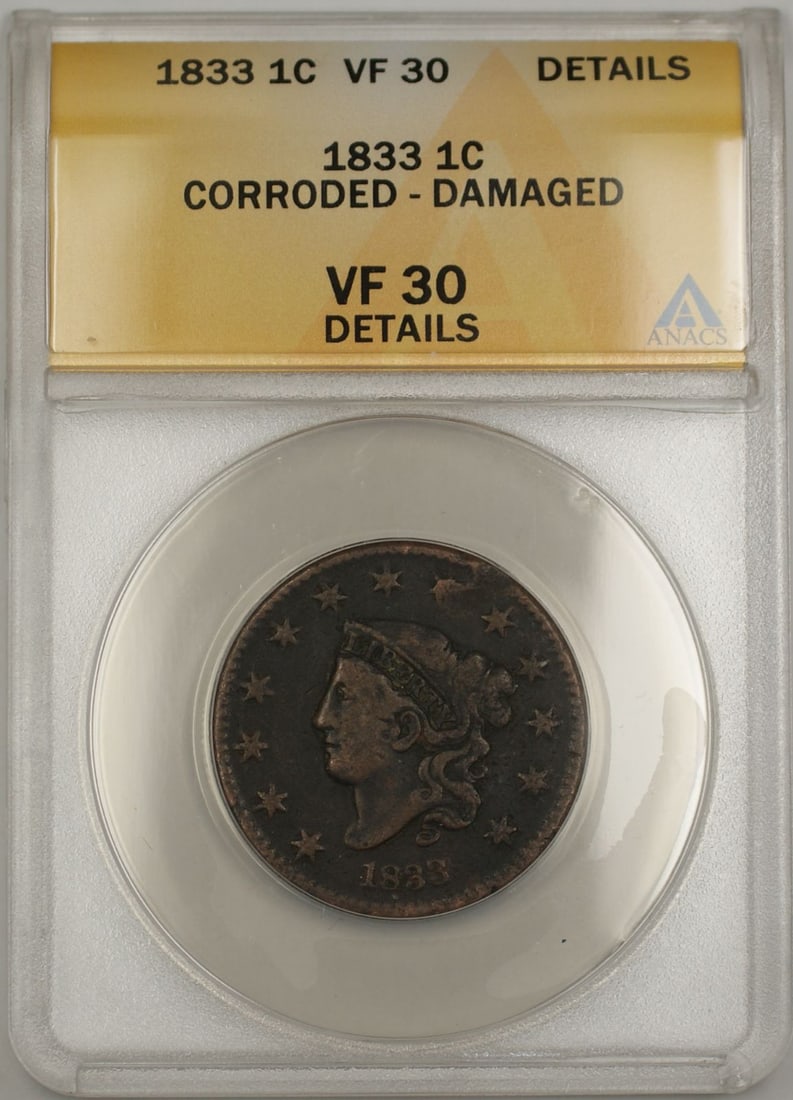 1833 1C VF 30 DETAILS
1833 1C
CORRODED - DAMAGED
VF 30
DETAILS
ANACS
LIBERTY
1833